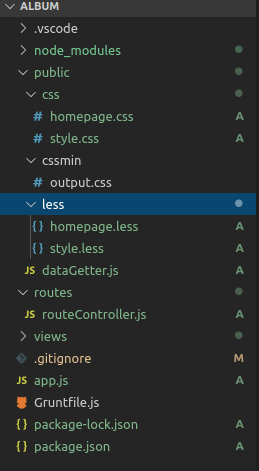 ALBUM
.vscode
node_modules
public
css
# homepage.css A
# style.css A
cssmin
# output.css
less
{} homepage.less A
{} style.less A
JS dataGetter.js A
routes
JS routeController.js A
views
.gitignore M
JS app.js A
Gruntfile.js
{} package-lock.json A
{} package.json A